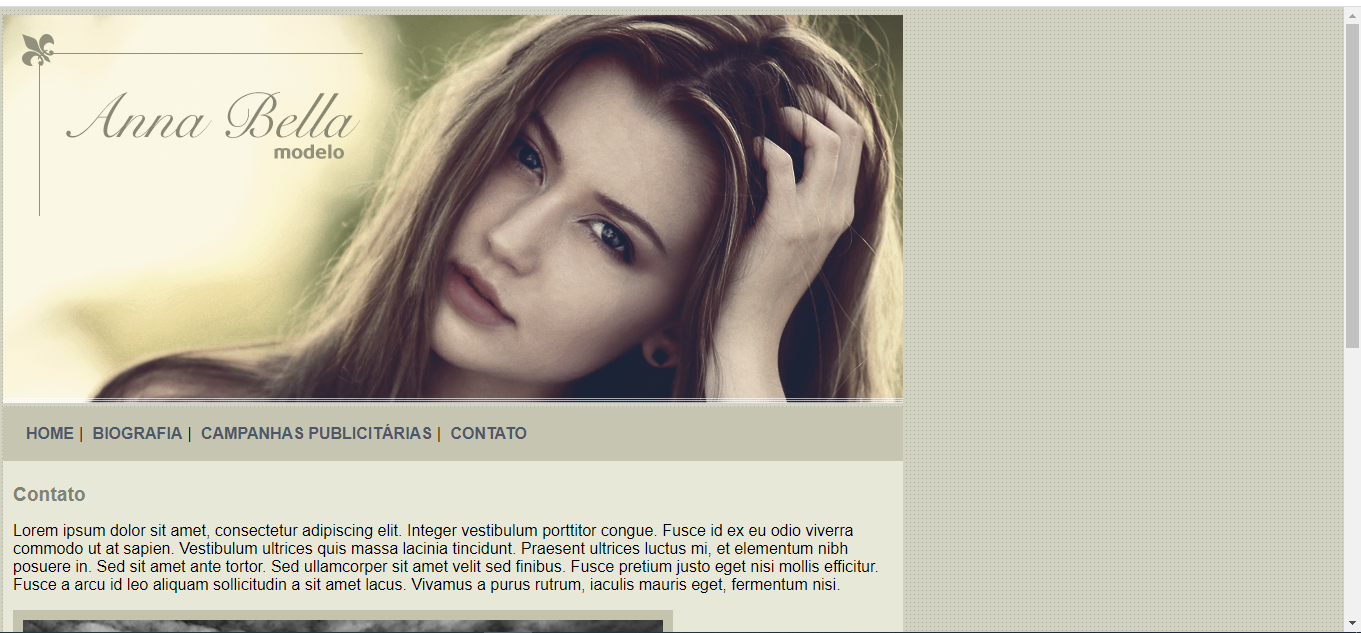 Anna Bella
modelo
HOME | BIOGRAFIA | CAMPANHAS PUBLICITÁRIAS | CONTATO
Contato
Lorem ipsum dolor sit amet, consectetur adipiscing elit. Integer vestibulum porttitor congue. Fusce id ex eu odio viverra
commodo ut at sapien. Vestibulum ultrices quis massa lacinia tincidunt. Praesent ultrices luctus mi, et elementum nibh
posuere in. Sed sit amet ante tortor. Sed ullamcorper sit amet velit sed finibus. Fusce pretium justo eget nisi mollis efficitur.
Fusce a arcu id leo aliquam sollicitudin a sit amet lacus. Vivamus a purus rutrum, iaculis mauris eget, fermentum nisi.